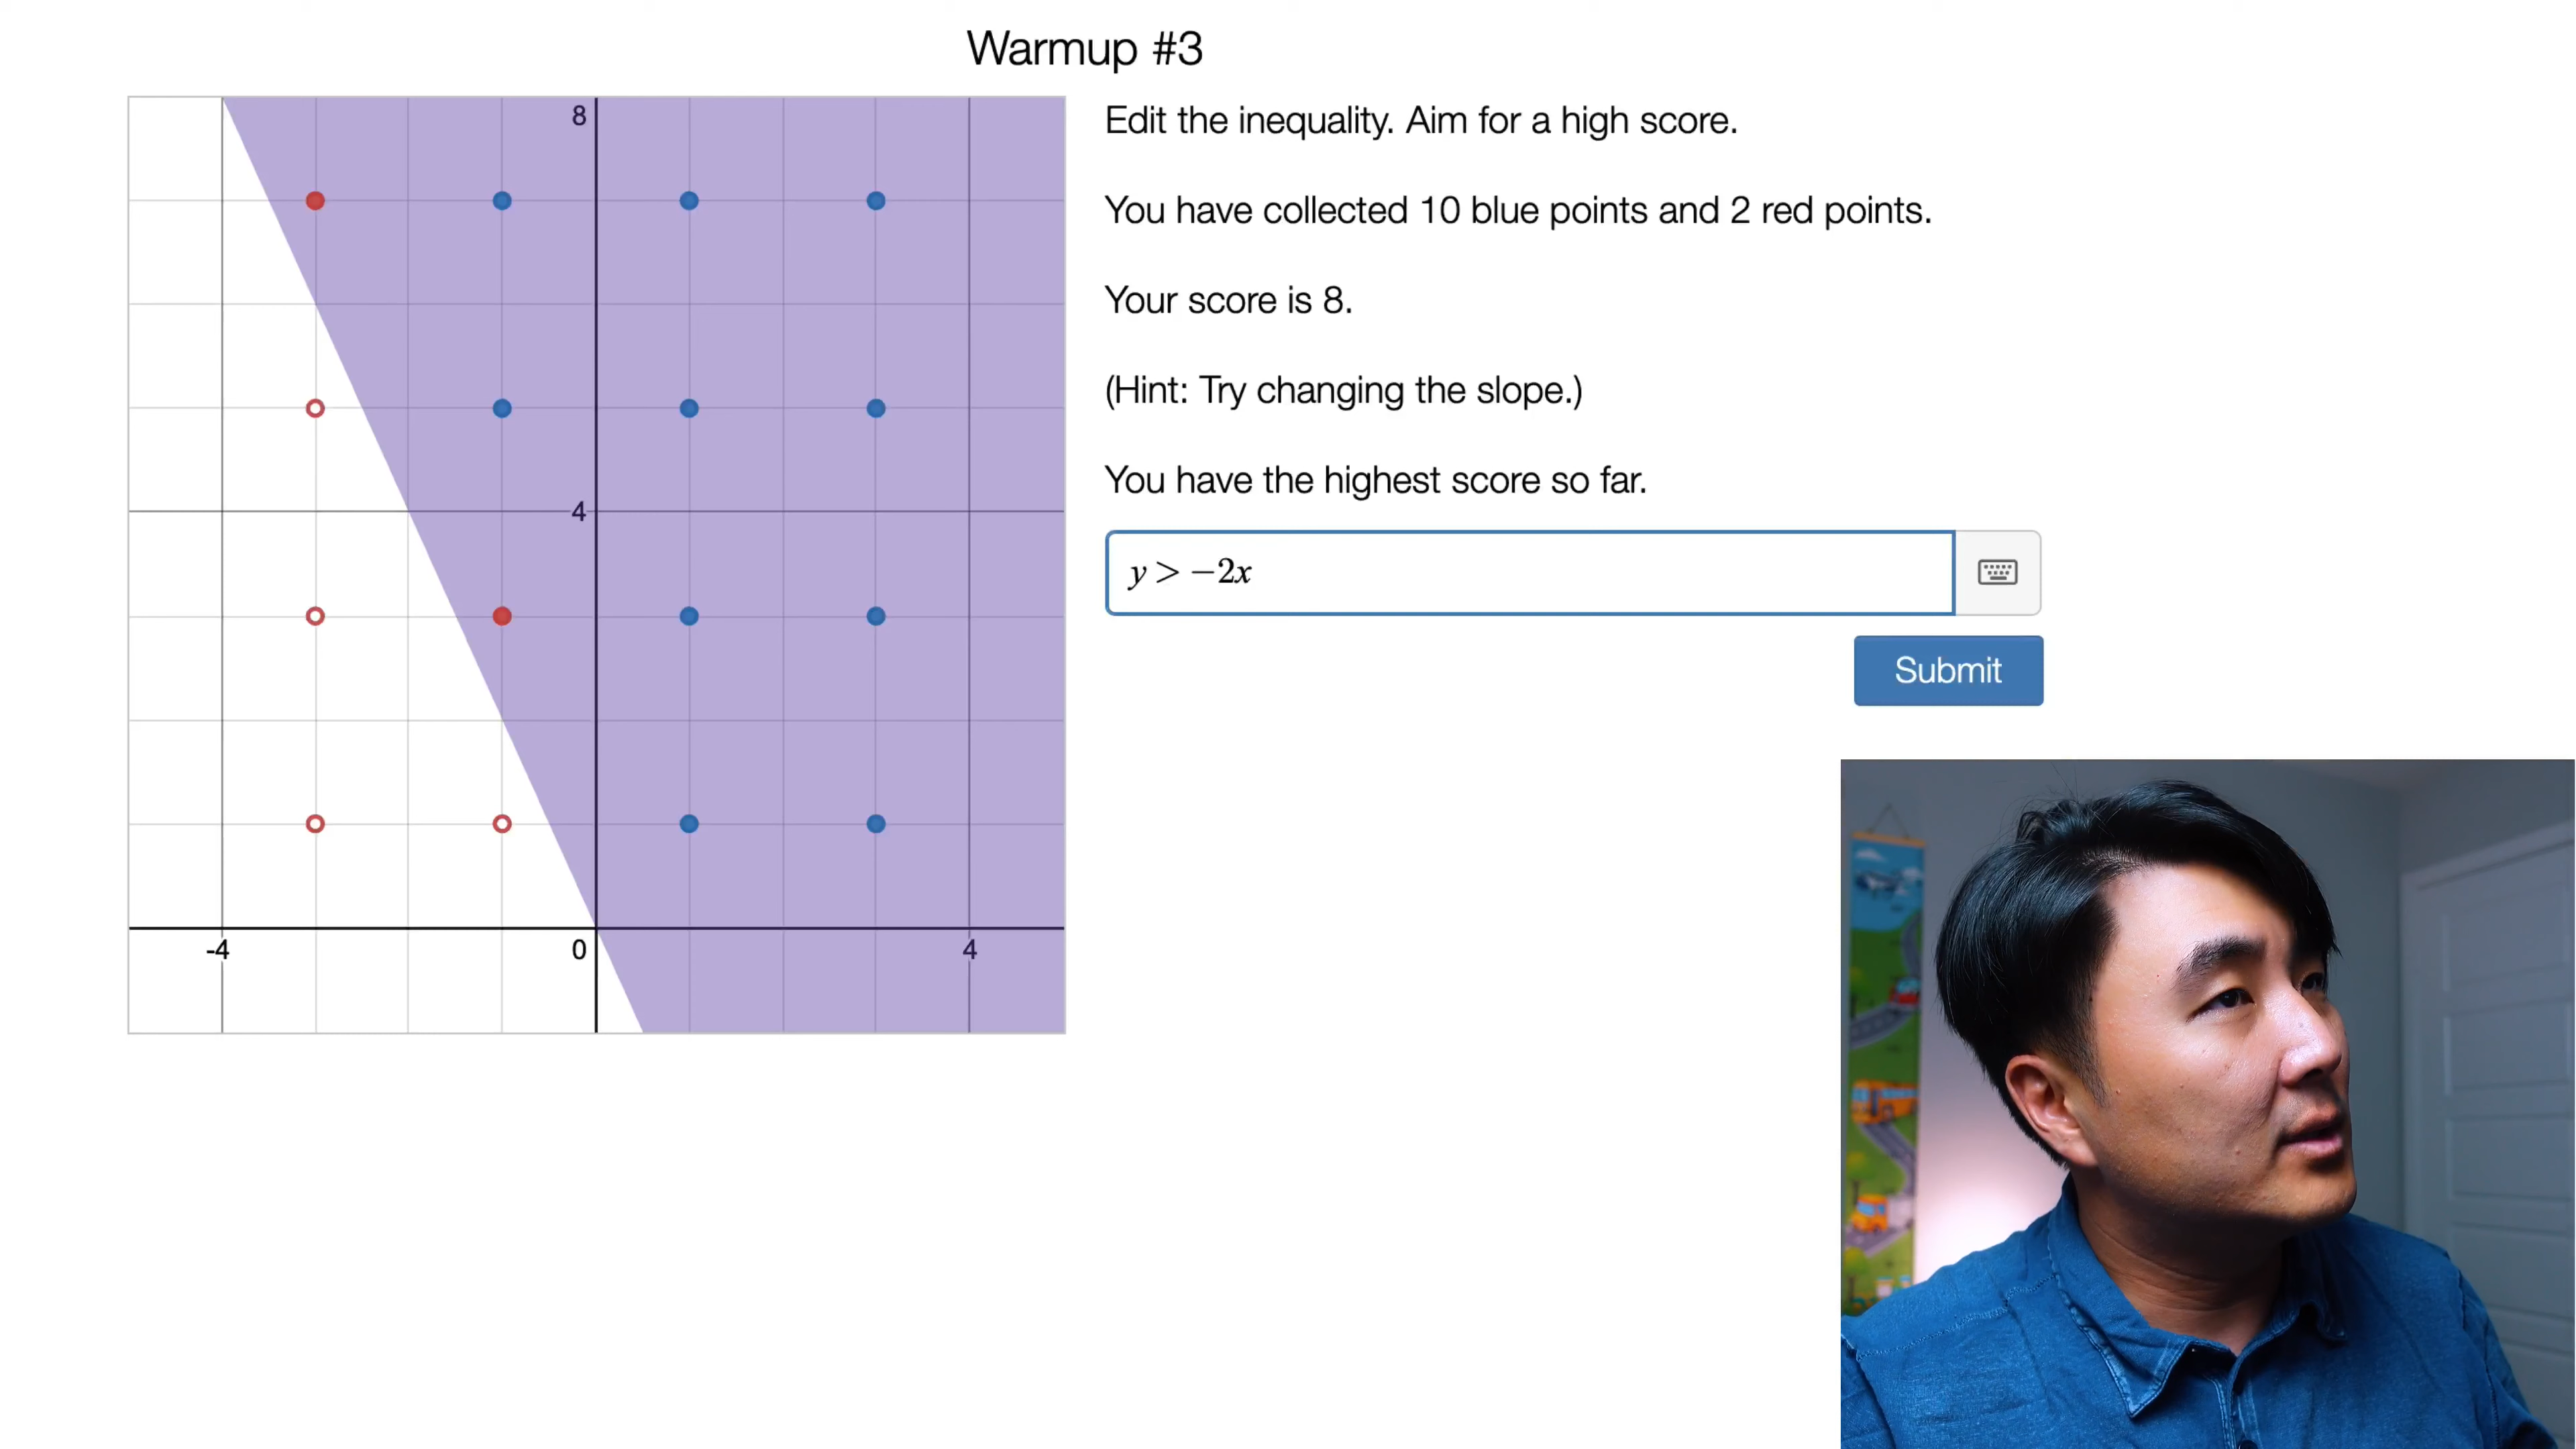 Warmup #3
8
4
-4
0
4
Edit the inequality. Aim for a high score.
You have collected 10 blue points and 2 red points.
Your score is 8.
(Hint: Try changing the slope.)
You have the highest score so far.
y > −2x
Submit